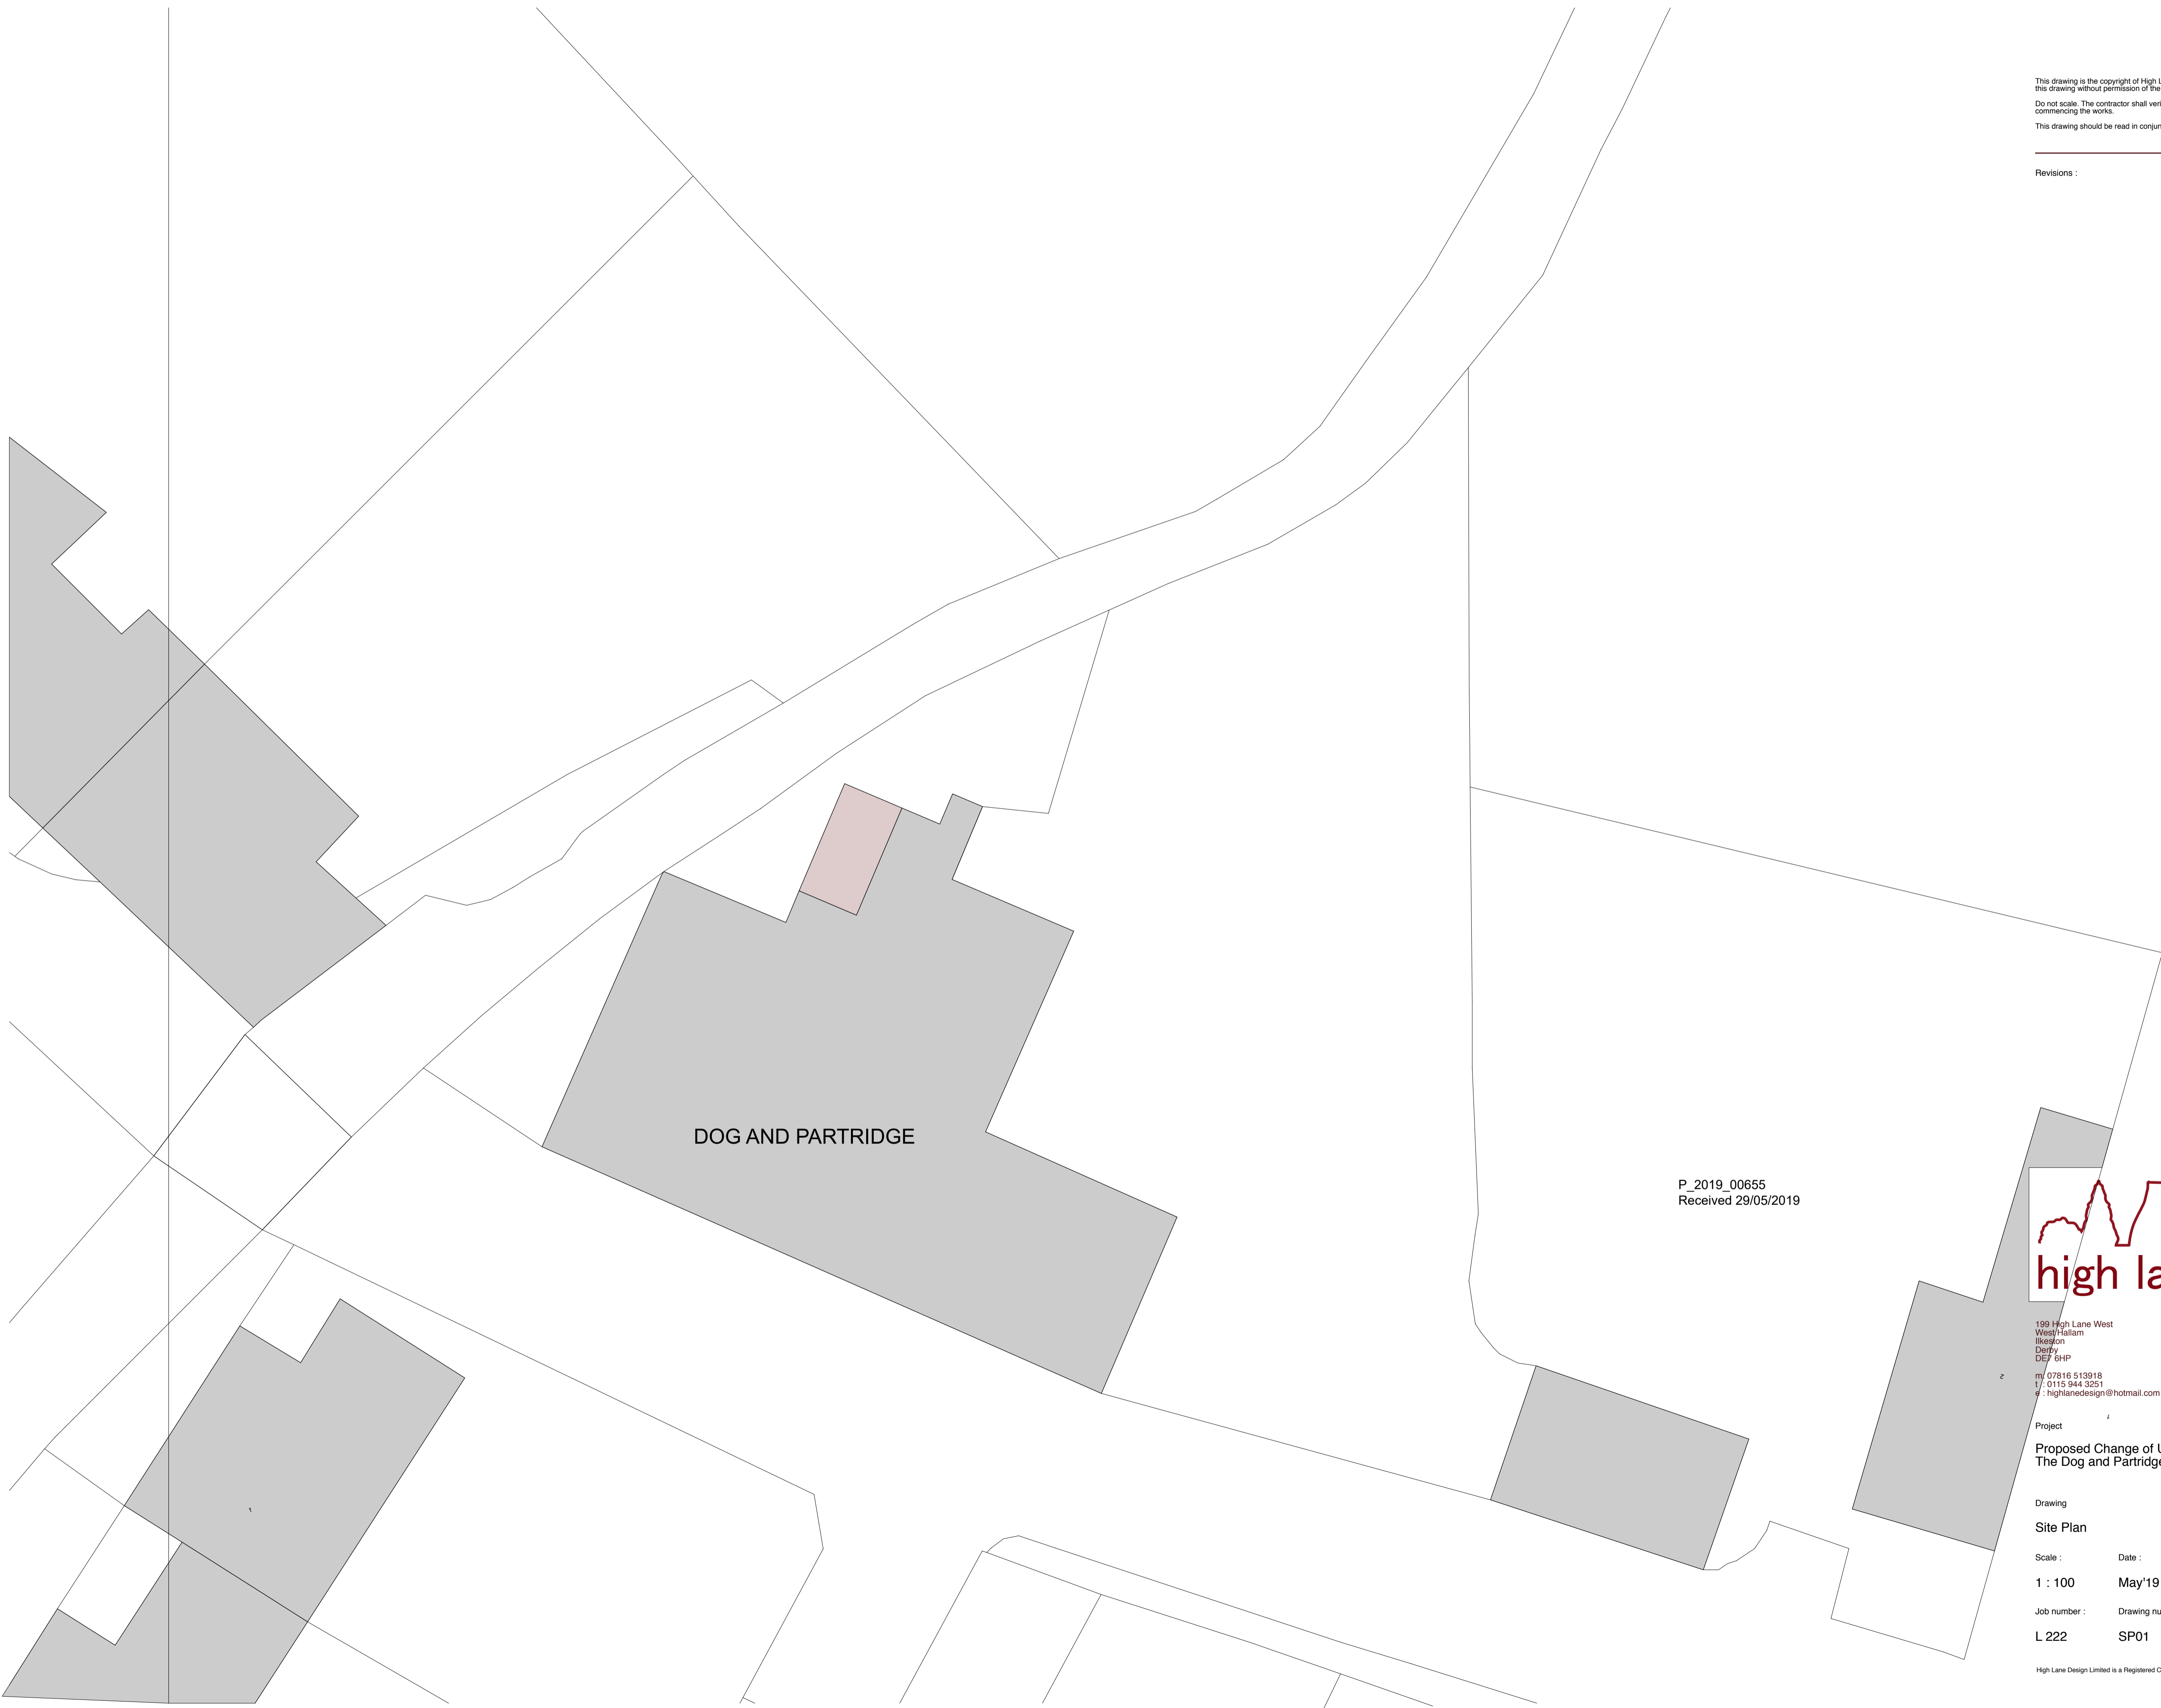 This drawing is the copyright of High L
this drawing without permission of the
Do not scale. The contractor shall veri
commencing the works.
This drawing should be read in conjun
Revisions :
DOG AND PARTRIDGE
P_2019_00655
Received 29/05/2019
high la
199 High Lane West
West Hallam
Ilkeston
Derby
DE7 6HP
m: 07816 513918
t : 0115 944 3251
e : highlanedesign@hotmail.com
Project
Proposed Change of U
The Dog and Partridge
Drawing
Site Plan
Scale : Date :
1 : 100 May'19
Job number : Drawing nu
L 222 SP01
High Lane Design Limited is a Registered C